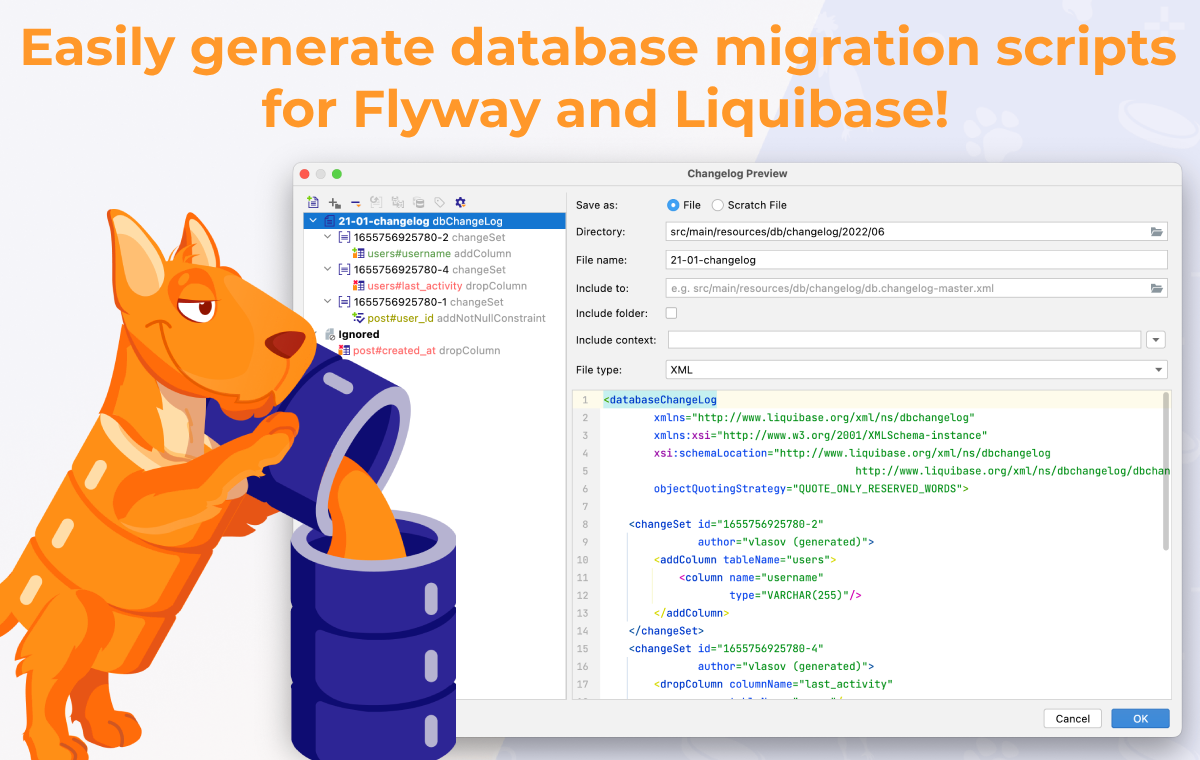 Easily generate database migration scripts
for Flyway and Liquibase!
Changelog Preview
21-01-changelog dbChangeLog
1655756925780-2 changeSet
users#username addColumn
1655756925780-4 changeSet
users#last_activity dropColumn
1655756925780-1 changeSet
post#user_id addNotNullConstraint
Ignored
post#created_at dropColumn
Save as: File Scratch File
Directory: src/main/resources/db/changelog/2022/06
File name: 21-01-changelog
Include to: e.g. src/main/resources/db/changelog/db.changelog-master.xml
Include folder:
Include context:
File type: XML
1 <databaseChangeLog
2 xmlns="http://www.liquibase.org/xml/ns/dbchangelog"
3 xmlns:xsi="http://www.w3.org/2001/XMLSchema-instance"
4 xsi:schemaLocation="http://www.liquibase.org/xml/ns/dbchangelog
5 http://www.liquibase.org/xml/ns/dbchangelog/dbchan
6 objectQuotingStrategy="QUOTE_ONLY_RESERVED_WORDS">
7
8 <changeSet id="1655756925780-2"
9 author="vlasov (generated)">
10 <addColumn tableName="users">
11 <column name="username"
12 type="VARCHAR(255)"/>
13 </addColumn>
14 </changeSet>
15 <changeSet id="1655756925780-4"
16 author="vlasov (generated)">
17 <dropColumn columnName="last_activity"
Cancel OK